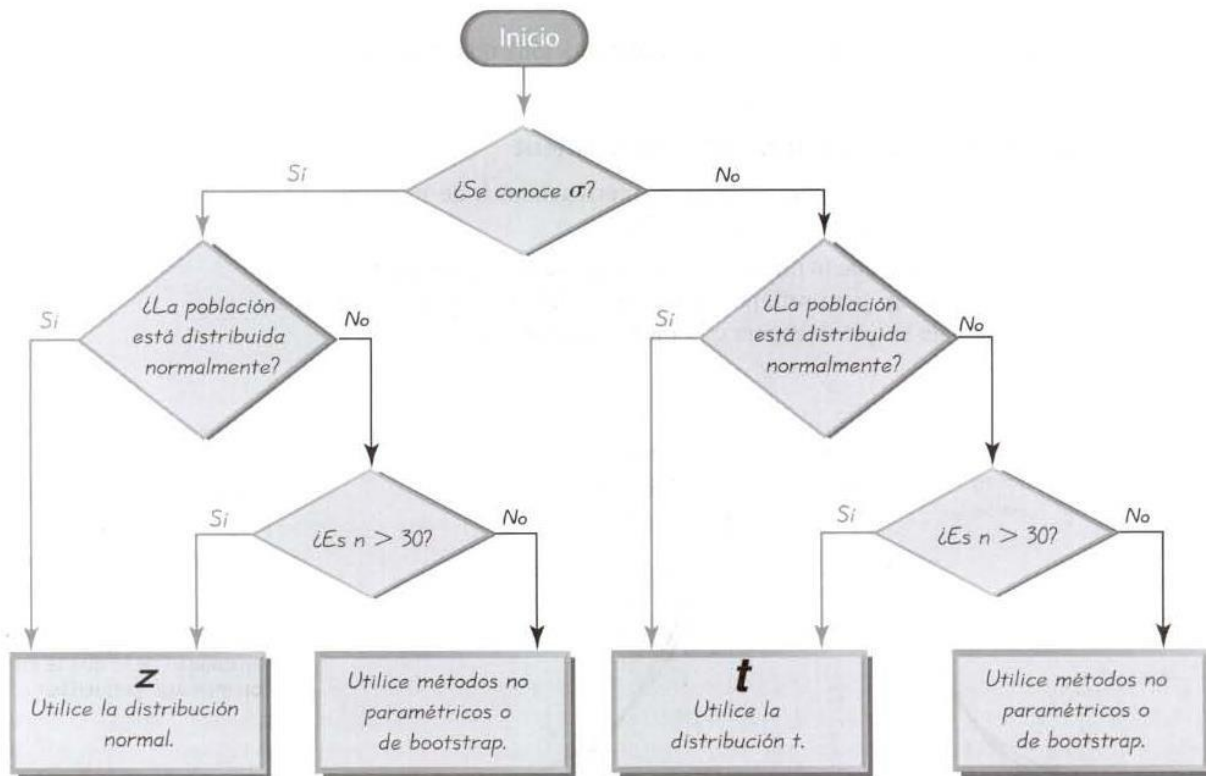 Inicio
¿Se conoce σ?
Sí
No
¿La población
está distribuida
normalmente?
Sí
No
¿La población
está distribuida
normalmente?
Sí
No
¿Es n > 30?
Sí
No
¿Es n > 30?
Sí
No
z
Utilice la distribución
normal.
Utilice métodos no
paramétricos o
de bootstrap.
t
Utilice la
distribución t.
Utilice métodos no
paramétricos o
de bootstrap.